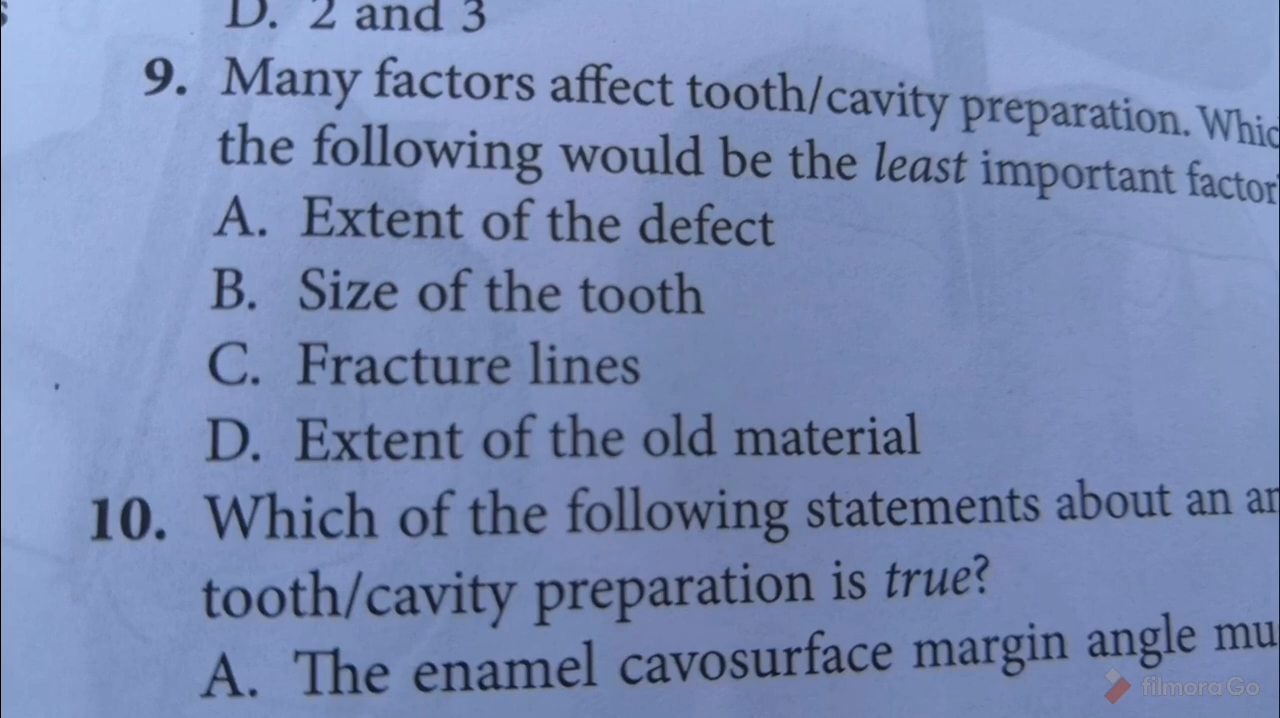 D. 2 and 3
9. Many factors affect tooth/cavity preparation.
the following would be the least important factor
A. Extent of the defect
B. Size of the tooth
C. Fracture lines
D. Extent of the old material
10. Which of the following statements about an
tooth/cavity preparation is true?
A. The enamel cavosurface margin angle
filmora Go